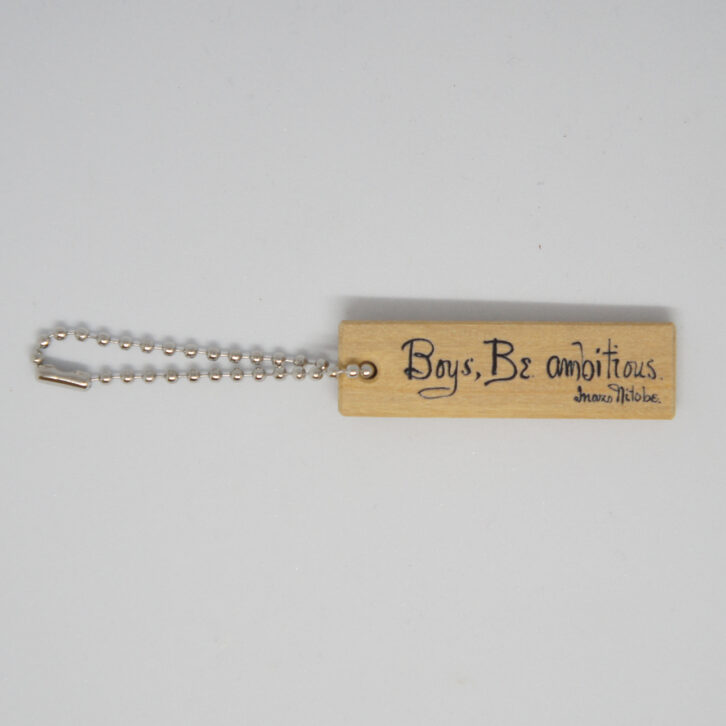 Boys, Be ambitious.
Inazo Nitobe.